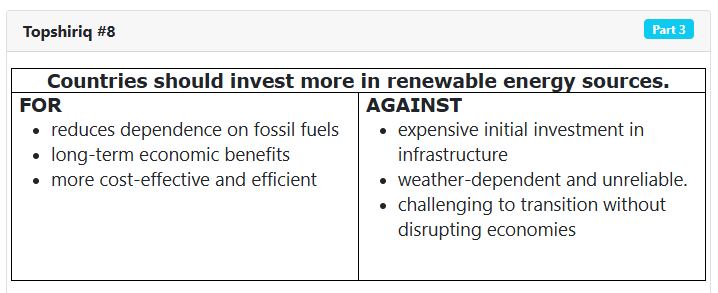 Topshiriq #8
Part 3
Countries should invest more in renewable energy sources.
FOR
• reduces dependence on fossil fuels
• long-term economic benefits
• more cost-effective and efficient
AGAINST
• expensive initial investment in
infrastructure
• weather-dependent and unreliable.
• challenging to transition without
disrupting economies